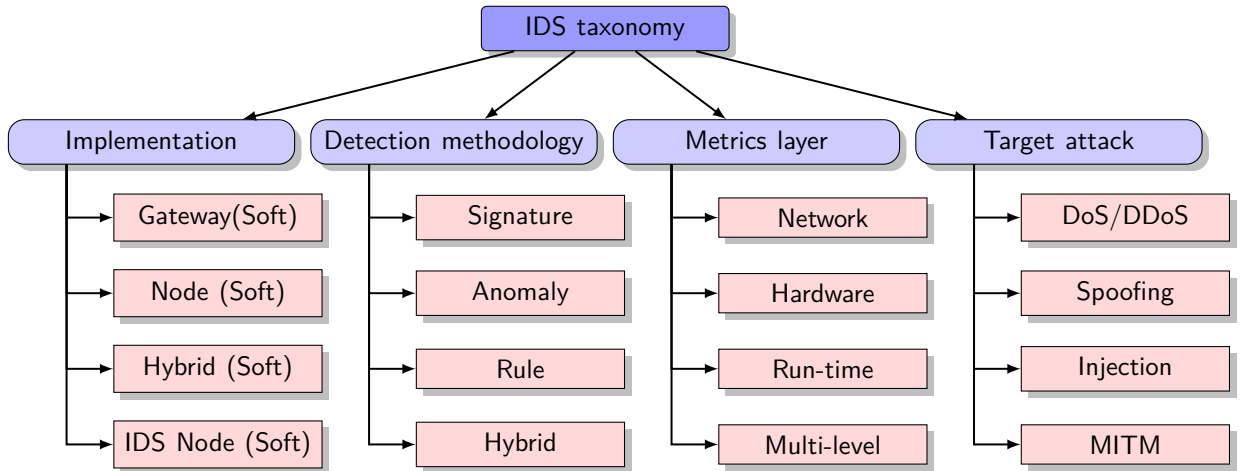 IDS taxonomy
Implementation
Detection methodology
Metrics layer
Target attack
Gateway(Soft)
Signature
Network
DoS/DDoS
Node (Soft)
Anomaly
Hardware
Spoofing
Hybrid (Soft)
Rule
Run-time
Injection
IDS Node (Soft)
Hybrid
Multi-level
MITM